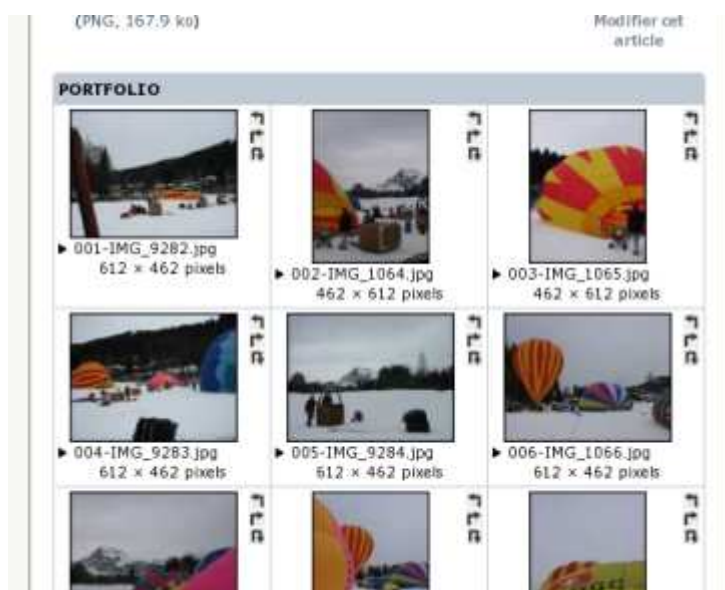 (PNG, 167.9 ko)
Modifier cet
article
PORTFOLIO
001-IMG_9282.jpg
612 × 462 pixels
002-IMG_1064.jpg
462 × 612 pixels
003-IMG_1065.jpg
462 × 612 pixels
004-IMG_9283.jpg
612 × 462 pixels
005-IMG_9284.jpg
612 × 462 pixels
006-IMG_1066.jpg
612 × 462 pixels